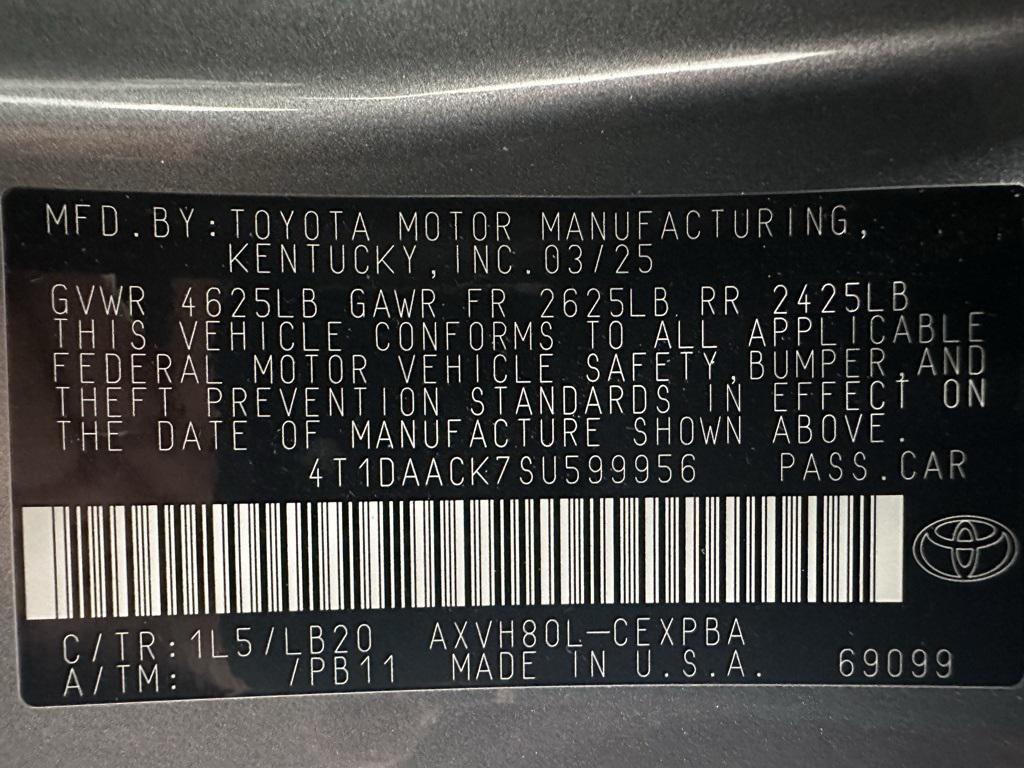 MFD.BY:TOYOTA MOTOR MANUFACTURING,
KENTUCKY,INC.03/25
GVWR 4625LB GAWR FR 2625LB RR 2425LB
THIS VEHICLE CONFORMS TO ALL APPLICABLE
FEDERAL MOTOR VEHICLE SAFETY,BUMPER,AND
THEFT PREVENTION STANDARDS IN EFFECT ON
THE DATE OF MANUFACTURE SHOWN ABOVE.
4T1DAACK7SU599956 PASS.CAR
C/TR:1L5/LB20 AXVH80L-CEXPBA
A/TM: /PB11 MADE IN U.S.A. 69099